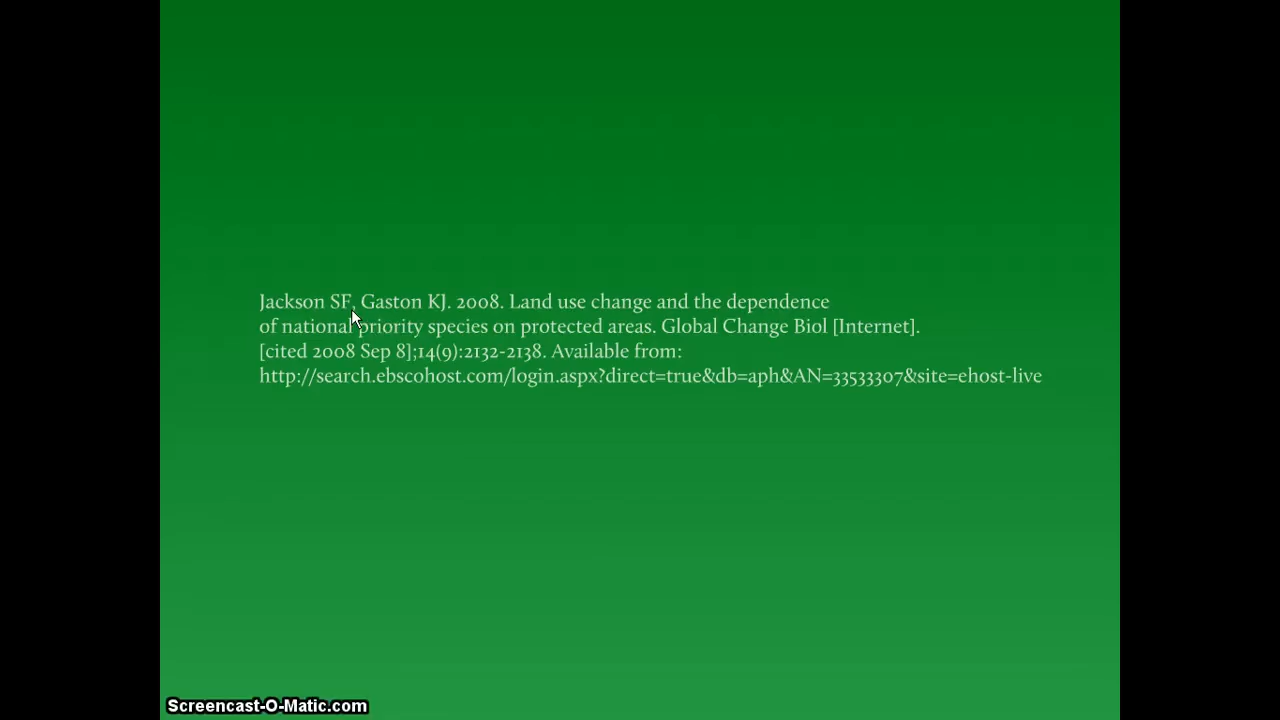 Jackson SF, Gaston KJ. 2008. Land use change and the dependence
of national priority species on protected areas. Global Change Biol [Internet].
[cited 2008 Sep 8];14(9):2132-2138. Available from:
http://search.ebscohost.com/login.aspx?direct=true&db=aph&AN=33533307&site=ehost-live
Screencast-O-Matic.com